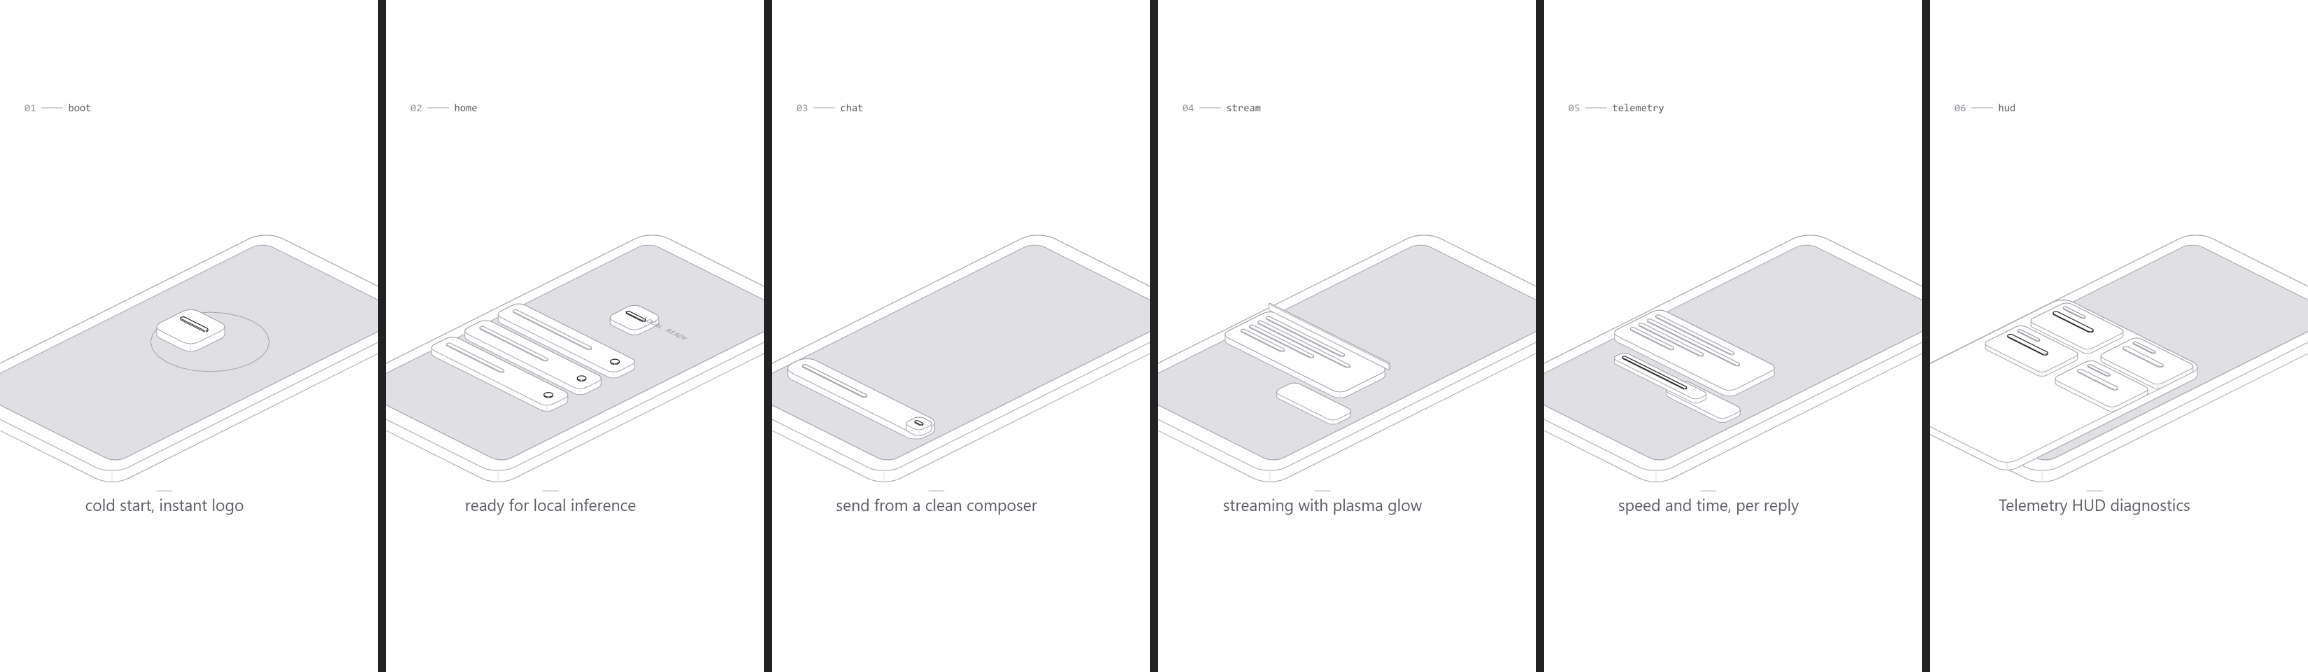 01 boot
cold start, instant logo
02 home
READY
ready for local inference
03 chat
send from a clean composer
04 stream
streaming with plasma glow
05 telemetry
speed and time, per reply
06 hud
Telemetry HUD diagnostics